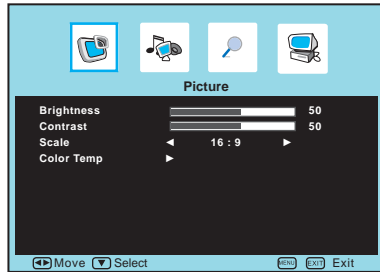 Picture
Brightness 50
Contrast 50
Scale ◄ 16 : 9 ►
Color Temp ►
◄► Move ▼ Select MENU EXIT Exit